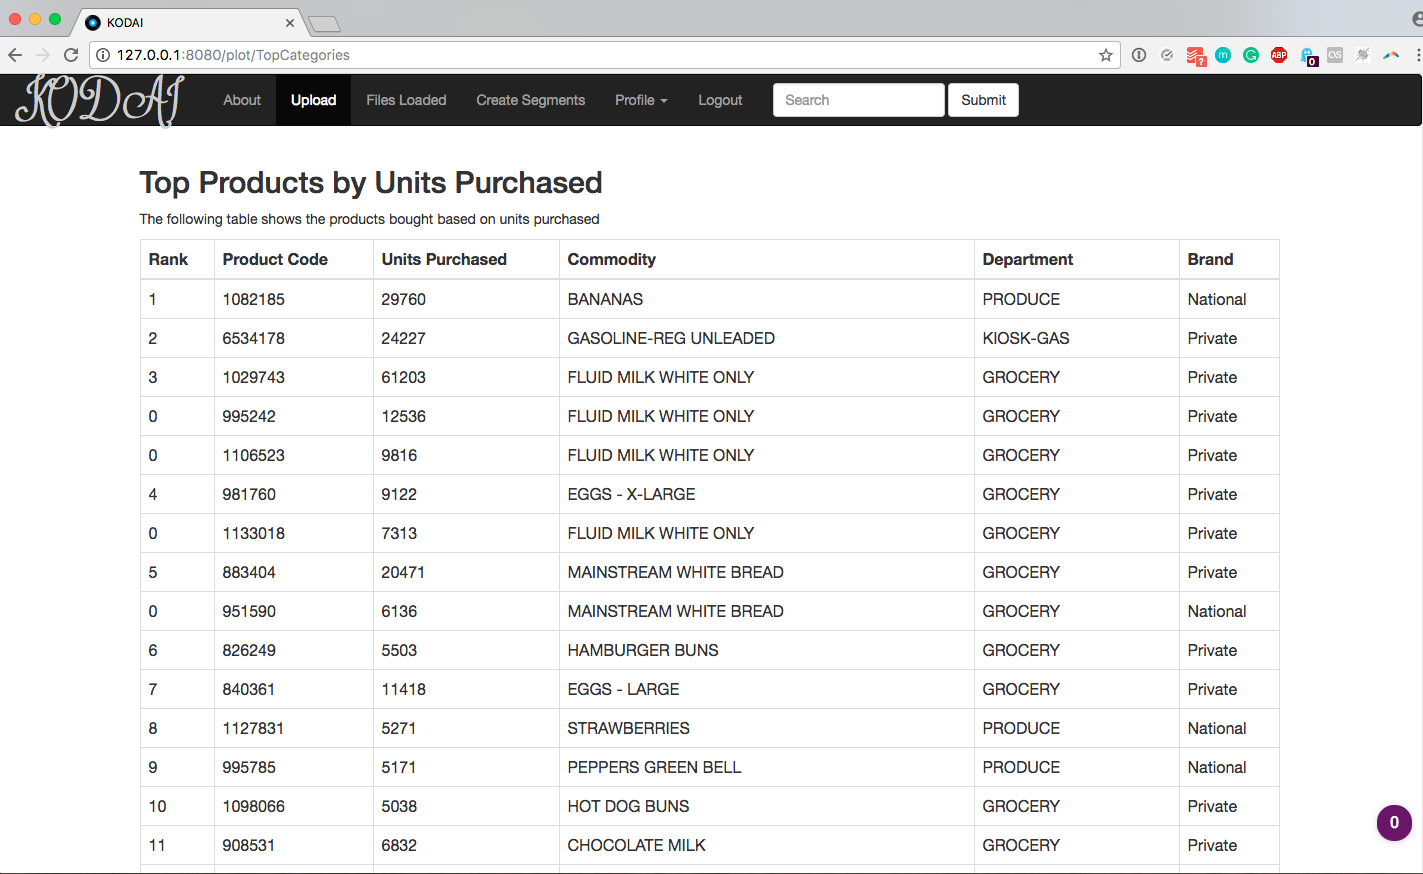 KODAI
127.0.0.1:8080/plot/TopCategories
KODAI
About Upload Files Loaded Create Segments Profile Logout Search Submit
Top Products by Units Purchased
The following table shows the products bought based on units purchased
Rank Product Code Units Purchased Commodity Department Brand
1 1082185 29760 BANANAS PRODUCE National
2 6534178 24227 GASOLINE-REG UNLEADED KIOSK-GAS Private
3 1029743 61203 FLUID MILK WHITE ONLY GROCERY Private
0 995242 12536 FLUID MILK WHITE ONLY GROCERY Private
0 1106523 9816 FLUID MILK WHITE ONLY GROCERY Private
4 981760 9122 EGGS - X-LARGE GROCERY Private
0 1133018 7313 FLUID MILK WHITE ONLY GROCERY Private
5 883404 20471 MAINSTREAM WHITE BREAD GROCERY Private
0 951590 6136 MAINSTREAM WHITE BREAD GROCERY National
6 826249 5503 HAMBURGER BUNS GROCERY Private
7 840361 11418 EGGS - LARGE GROCERY Private
8 1127831 5271 STRAWBERRIES PRODUCE National
9 995785 5171 PEPPERS GREEN BELL PRODUCE National
10 1098066 5038 HOT DOG BUNS GROCERY Private
0
11 908531 6832 CHOCOLATE MILK GROCERY Private